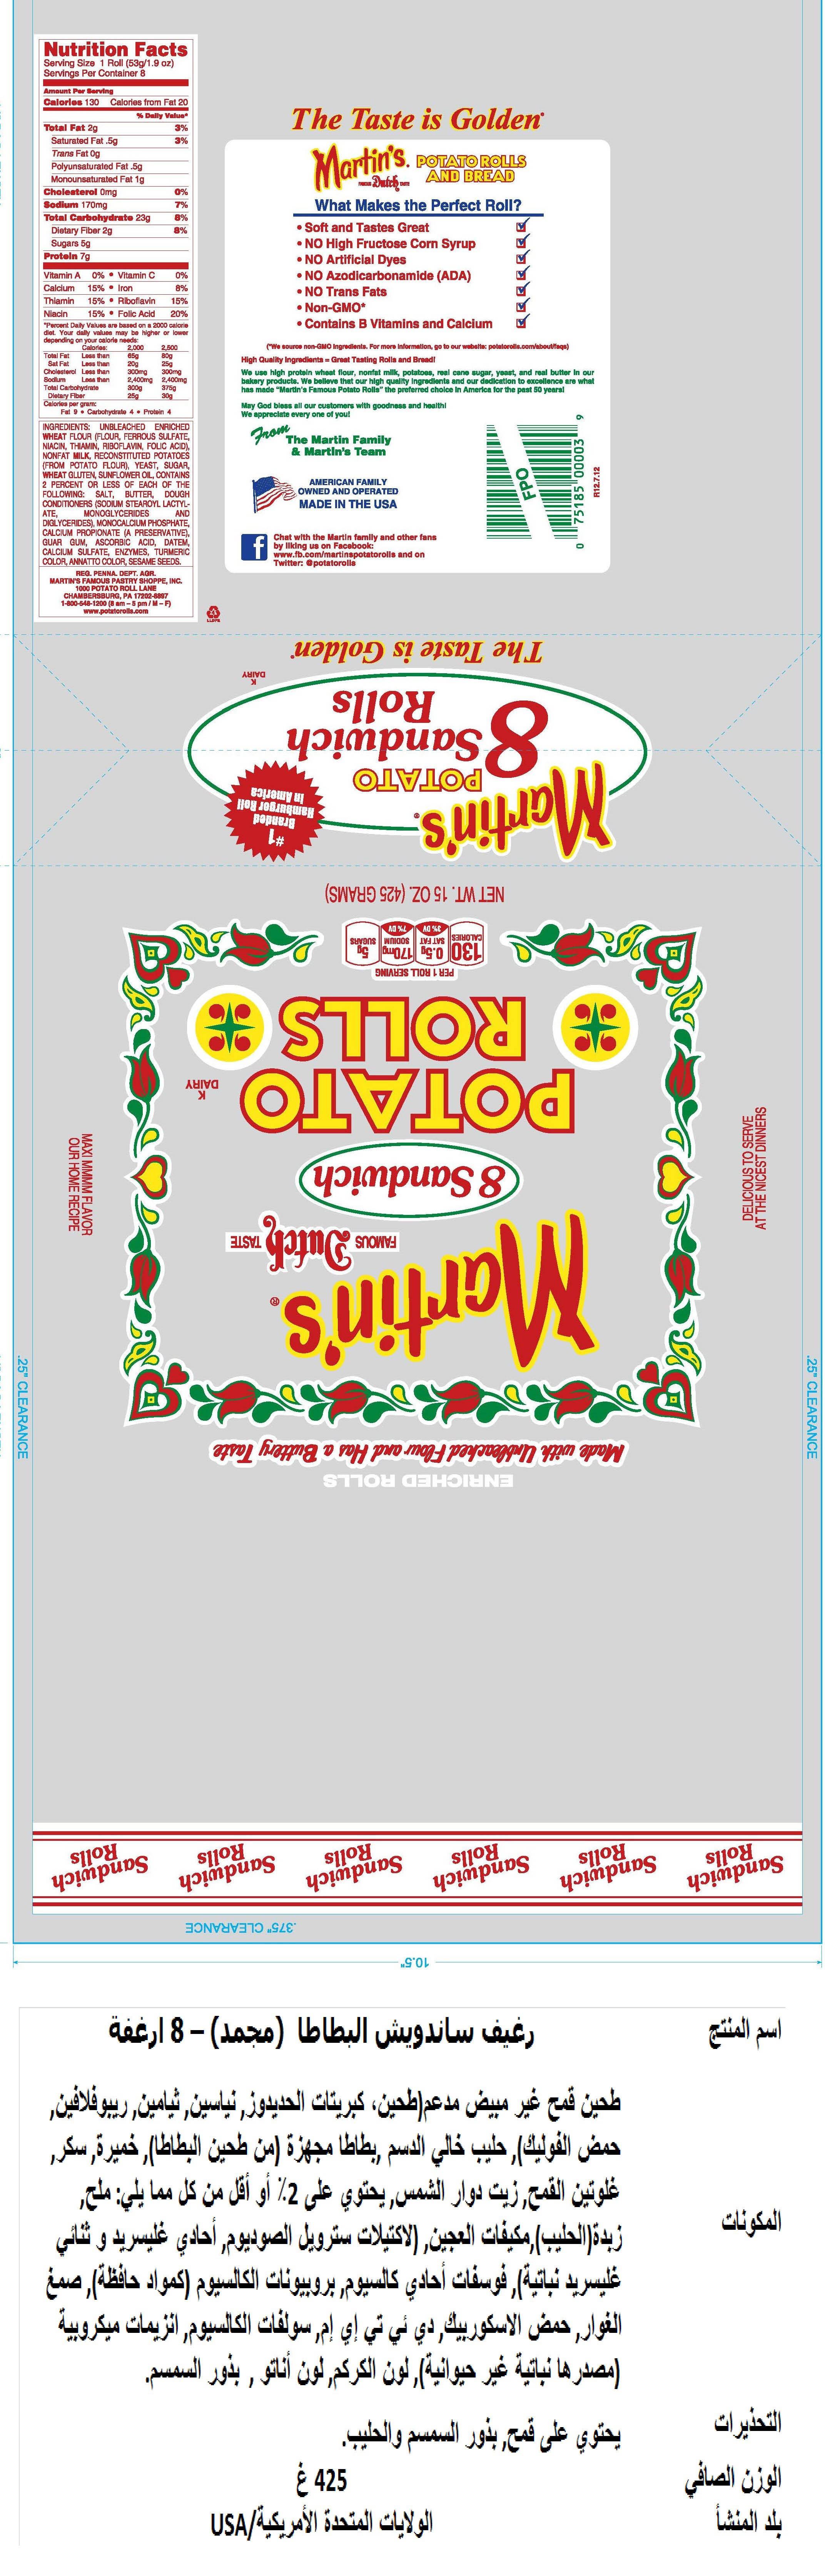 Nutrition Facts
Serving Size 1 Roll (53g/1.9 oz)
Servings Per Container 8
Amount Per Serving
Calories 130 Calories from Fat 20
% Daily Value*
Total Fat 2g 3%
Saturated Fat .5g 3%
Trans Fat 0g
Polyunsaturated Fat .5g
Monounsaturated Fat 1g
Cholesterol 0mg 0%
Sodium 170mg 7%
Total Carbohydrate 23g 8%
Dietary Fiber 2g 8%
Sugars 5g
Protein 7g
Vitamin A 0% • Vitamin C 0%
Calcium 15% • Iron 8%
Thiamin 15% • Riboflavin 15%
Niacin 15% • Folic Acid 20%
*Percent Daily Values are based on a 2000 calorie
diet. Your daily values may be higher or lower
depending on your calorie needs:
Calories: 2,000 2,500
Total Fat Less than 65g 80g
Sat Fat Less than 20g 25g
Cholesterol Less than 300mg 300mg
Sodium Less than 2,400mg 2,400mg
Total Carbohydrate 300g 375g
Dietary Fiber 25g 30g
Calories per gram:
Fat 9 • Carbohydrate 4 • Protein 4
INGREDIENTS: UNBLEACHED ENRICHED
WHEAT FLOUR (FLOUR, FERROUS SULFATE,
NIACIN, THIAMIN, RIBOFLAVIN, FOLIC ACID),
NONFAT MILK, RECONSTITUTED POTATOES
(FROM POTATO FLOUR), YEAST, SUGAR,
WHEAT GLUTEN, SUNFLOWER OIL, CONTAINS
2 PERCENT OR LESS OF EACH OF THE
FOLLOWING: SALT, BUTTER, DOUGH
CONDITIONERS (SODIUM STEAROYL LACTYL-
ATE, MONOGLYCERIDES AND
DIGLYCERIDES), MONOCALCIUM PHOSPHATE,
CALCIUM PROPIONATE (A PRESERVATIVE),
GUAR GUM, ASCORBIC ACID, DATEM,
CALCIUM SULFATE, ENZYMES, TURMERIC
COLOR, ANNATTO COLOR, SESAME SEEDS.
REG. PENNA. DEPT. AGR.
MARTIN'S FAMOUS PASTRY SHOPPE, INC.
1000 POTATO ROLL LANE
CHAMBERSBURG, PA 17202-8897
1-800-548-1200 (8 am – 5 pm / M – F)
www.potatorolls.com
The Taste is Golden
Martin's. POTATO ROLLS
AND BREAD
FAMOUS Dutch TASTE
What Makes the Perfect Roll?
• Soft and Tastes Great
• NO High Fructose Corn Syrup
• NO Artificial Dyes
• NO Azodicarbonamide (ADA)
• NO Trans Fats
• Non-GMO*
• Contains B Vitamins and Calcium
(*We source non-GMO ingredients. For more information, go to our website: potatorolls.com/about/faqs)
High Quality Ingredients = Great Tasting Rolls and Bread!
We use high protein wheat flour, nonfat milk, potatoes, real cane sugar, yeast, and real butter in our
bakery products. We believe that our high quality ingredients and our dedication to excellence are what
has made "Martin's Famous Potato Rolls" the preferred choice in America for the past 50 years!
May God bless all our customers with goodness and health!
We appreciate every one of you!
From
The Martin Family
& Martin's Team
AMERICAN FAMILY
OWNED AND OPERATED
MADE IN THE USA
Chat with the Martin family and other fans
by liking us on Facebook:
www.fb.com/martinspotatorolls and on
Twitter: @potatorolls
FPO
0 75185 00003 9
R12.7.12
The Taste is Golden
K
DAIRY
Martin's®
POTATO
8 Sandwich
Rolls
#1
Branded
Hamburger Roll
In America
NET WT. 15 OZ. (425 GRAMS)
PER 1 ROLL SERVING
130 CALORIES
0.5g SAT FAT 3% DV
170mg SODIUM 7% DV
5g SUGARS
POTATO
ROLLS
K
DAIRY
8 Sandwich
FAMOUS Dutch TASTE
Martin's®
MAXI MMMM FLAVOR
OUR HOME RECIPE
DELICIOUS TO SERVE
AT THE NICEST DINNERS
Made with Unbleached Flour and Has a Buttery Taste
ENRICHED ROLLS
.25" CLEARANCE
.25" CLEARANCE
Sandwich Rolls
Sandwich Rolls
Sandwich Rolls
Sandwich Rolls
Sandwich Rolls
Sandwich Rolls
.375" CLEARANCE
10.5"
اسم المنتج رغيف ساندويش البطاطا (مجمد) – 8 ارغفة
المكونات
طحين قمح غير مبيض مدعم(طحين، كبريتات الحديدوز, نياسين, ثيامين, ريبوفلافين,
حمض الفوليك), حليب خالي الدسم ,بطاطا مجهزة (من طحين البطاطا), خميرة, سكر,
غلوتين القمح, زيت دوار الشمس, يحتوي على 2٪ أو أقل من كل مما يلي: ملح,
زبدة(الحليب),مكيفات العجين, (لاكتيلات سترويل الصوديوم, أحادي غليسريد و ثنائي
غليسريد نباتية), فوسفات أحادي كالسيوم, بروبيونات الكالسيوم (كمواد حافظة), صمغ
الغوار, حمض الاسكوربيك, دي ئي تي إي إم, سولفات الكالسيوم, انزيمات ميكروبية
(مصدرها نباتية غير حيوانية), لون الكركم, لون أناتو , بذور السمسم.
التحذيرات يحتوي على قمح, بذور السمسم والحليب.
الوزن الصافي 425 غ
بلد المنشأ الولايات المتحدة الأمريكية/USA